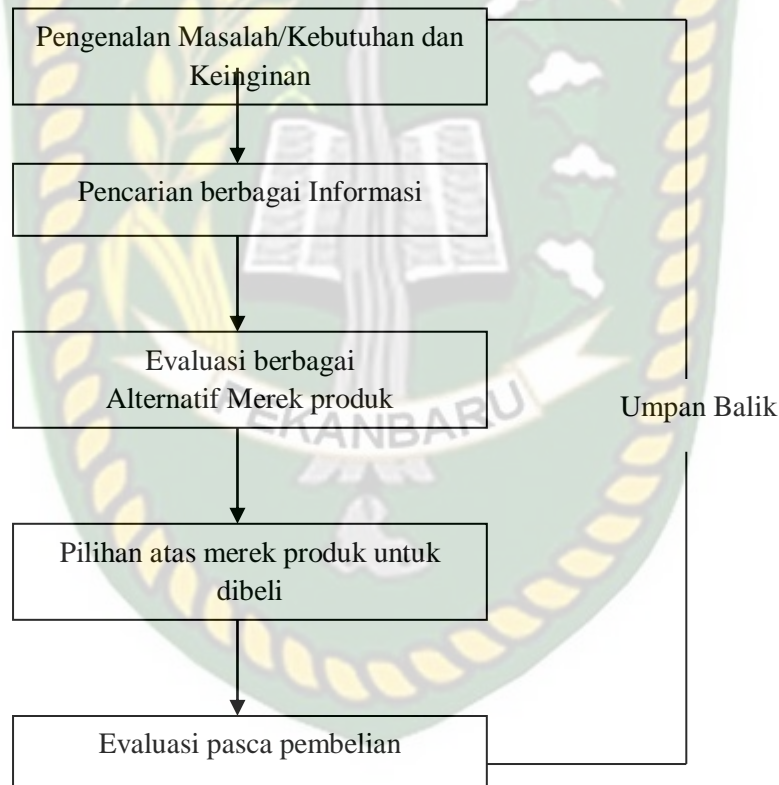 Pengenalan Masalah/Kebutuhan dan
Keinginan
Pencarian berbagai Informasi
Evaluasi berbagai
Alternatif Merek produk
PEKANBARU
Umpan Balik
Pilihan atas merek produk untuk
dibeli
Evaluasi pasca pembelian